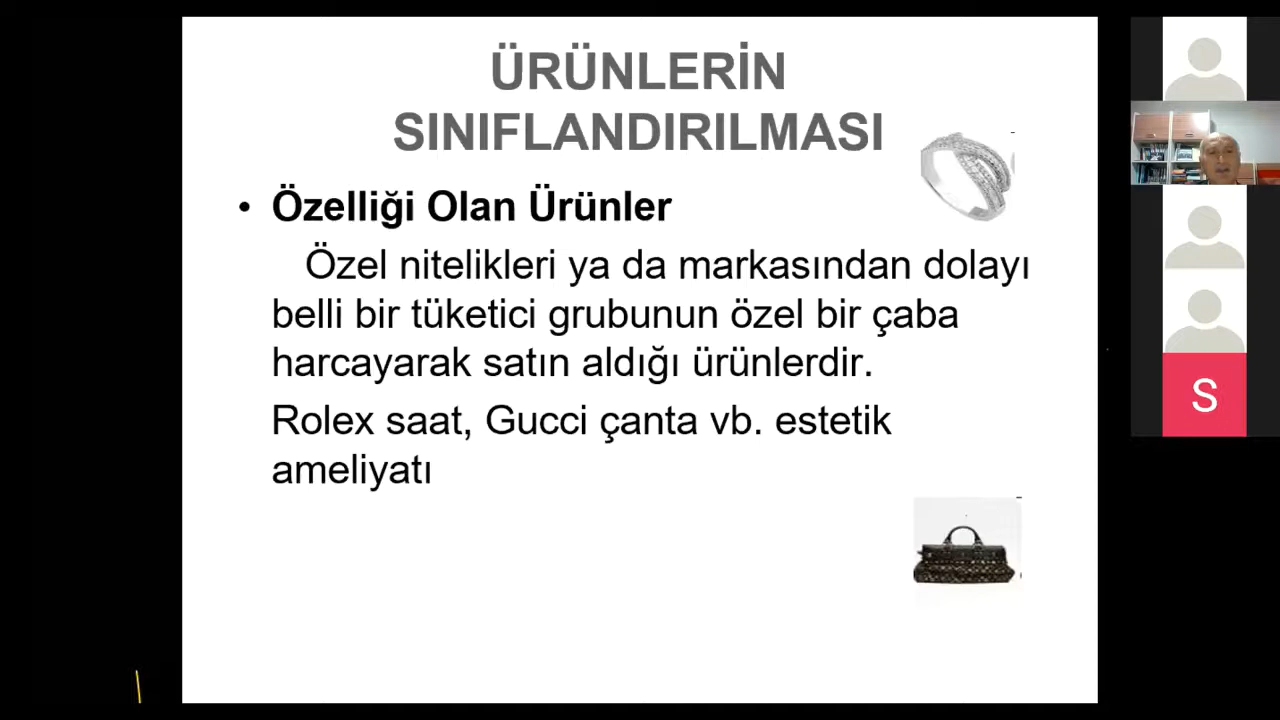 ÜRÜNLERİN
SINIFLANDIRILMASI
• Özelliği Olan Ürünler
Özel nitelikleri ya da markasından dolayı
belli bir tüketici grubunun özel bir çaba
harcayarak satın aldığı ürünlerdir.
Rolex saat, Gucci çanta vb. estetik
ameliyatı
S